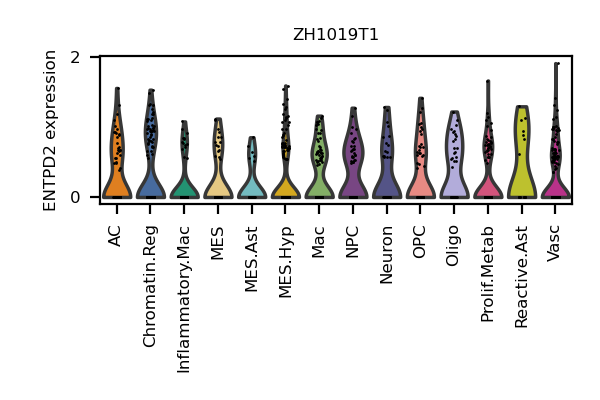 ZH1019T1
ENTPD2 expression
2
0
AC
Chromatin.Reg
Inflammatory.Mac
MES
MES.Ast
MES.Hyp
Mac
NPC
Neuron
OPC
Oligo
Prolif.Metab
Reactive.Ast
Vasc